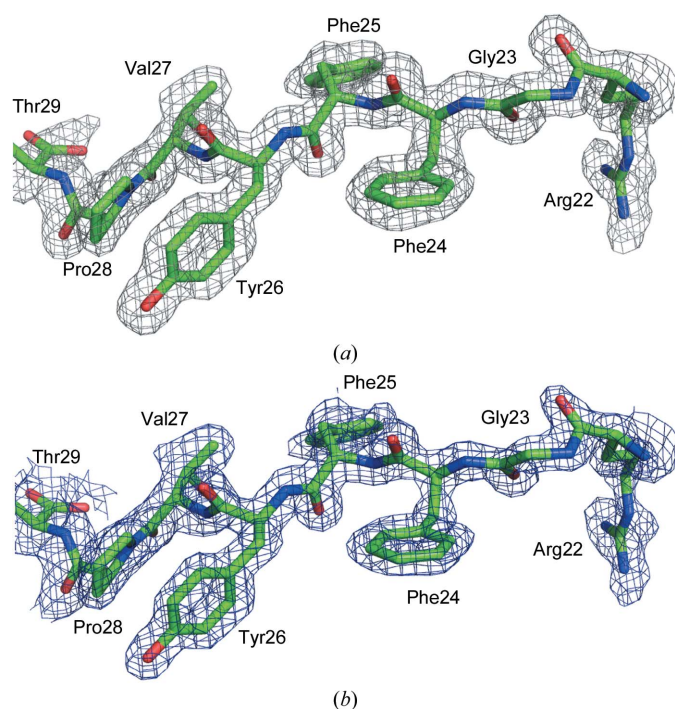 Phe25
Gly23
Val27
Thr29
Arg22
Phe24
Pro28
Tyr26
(a)
Phe25
Gly23
Val27
Thr29
Arg22
Phe24
Pro28
Tyr26
(b)